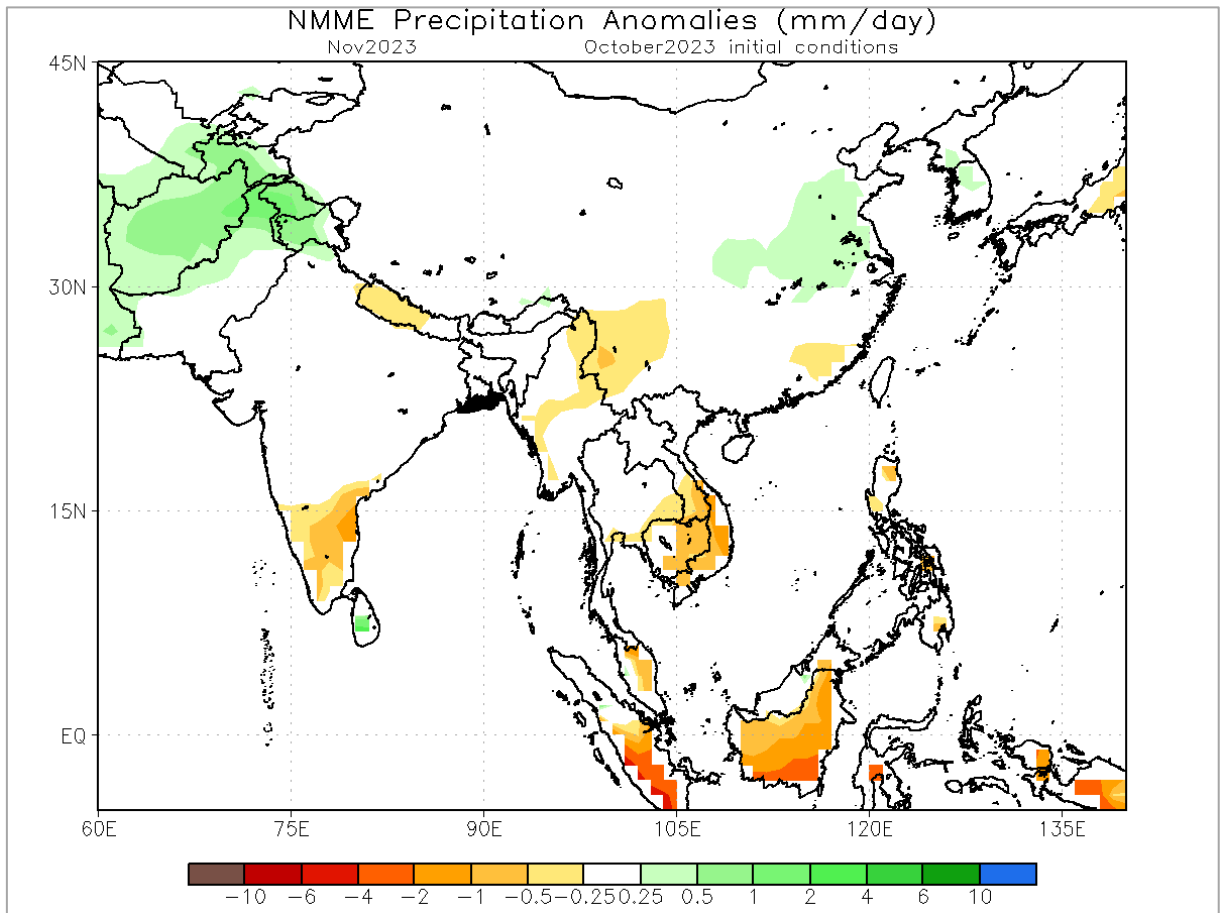 NMME Precipitation Anomalies (mm/day)
Nov2023 October2023 initial conditions
45N
30N
15N
EQ
60E 75E 90E 105E 120E 135E
-10 -6 -4 -2 -1 -0.5 -0.25 0.25 0.5 1 2 4 6 10